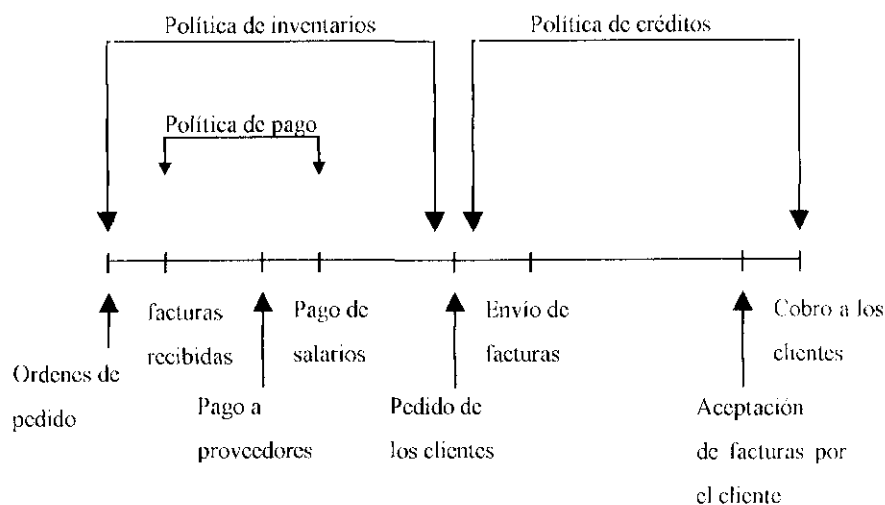 Política de inventarios
Política de créditos
Política de pago
facturas
recibidas
Pago de
salarios
Envío de
facturas
Cobro a los
clientes
Ordenes de
pedido
Pago a
proveedores
Pedido de
los clientes
Aceptación
de facturas por
el cliente